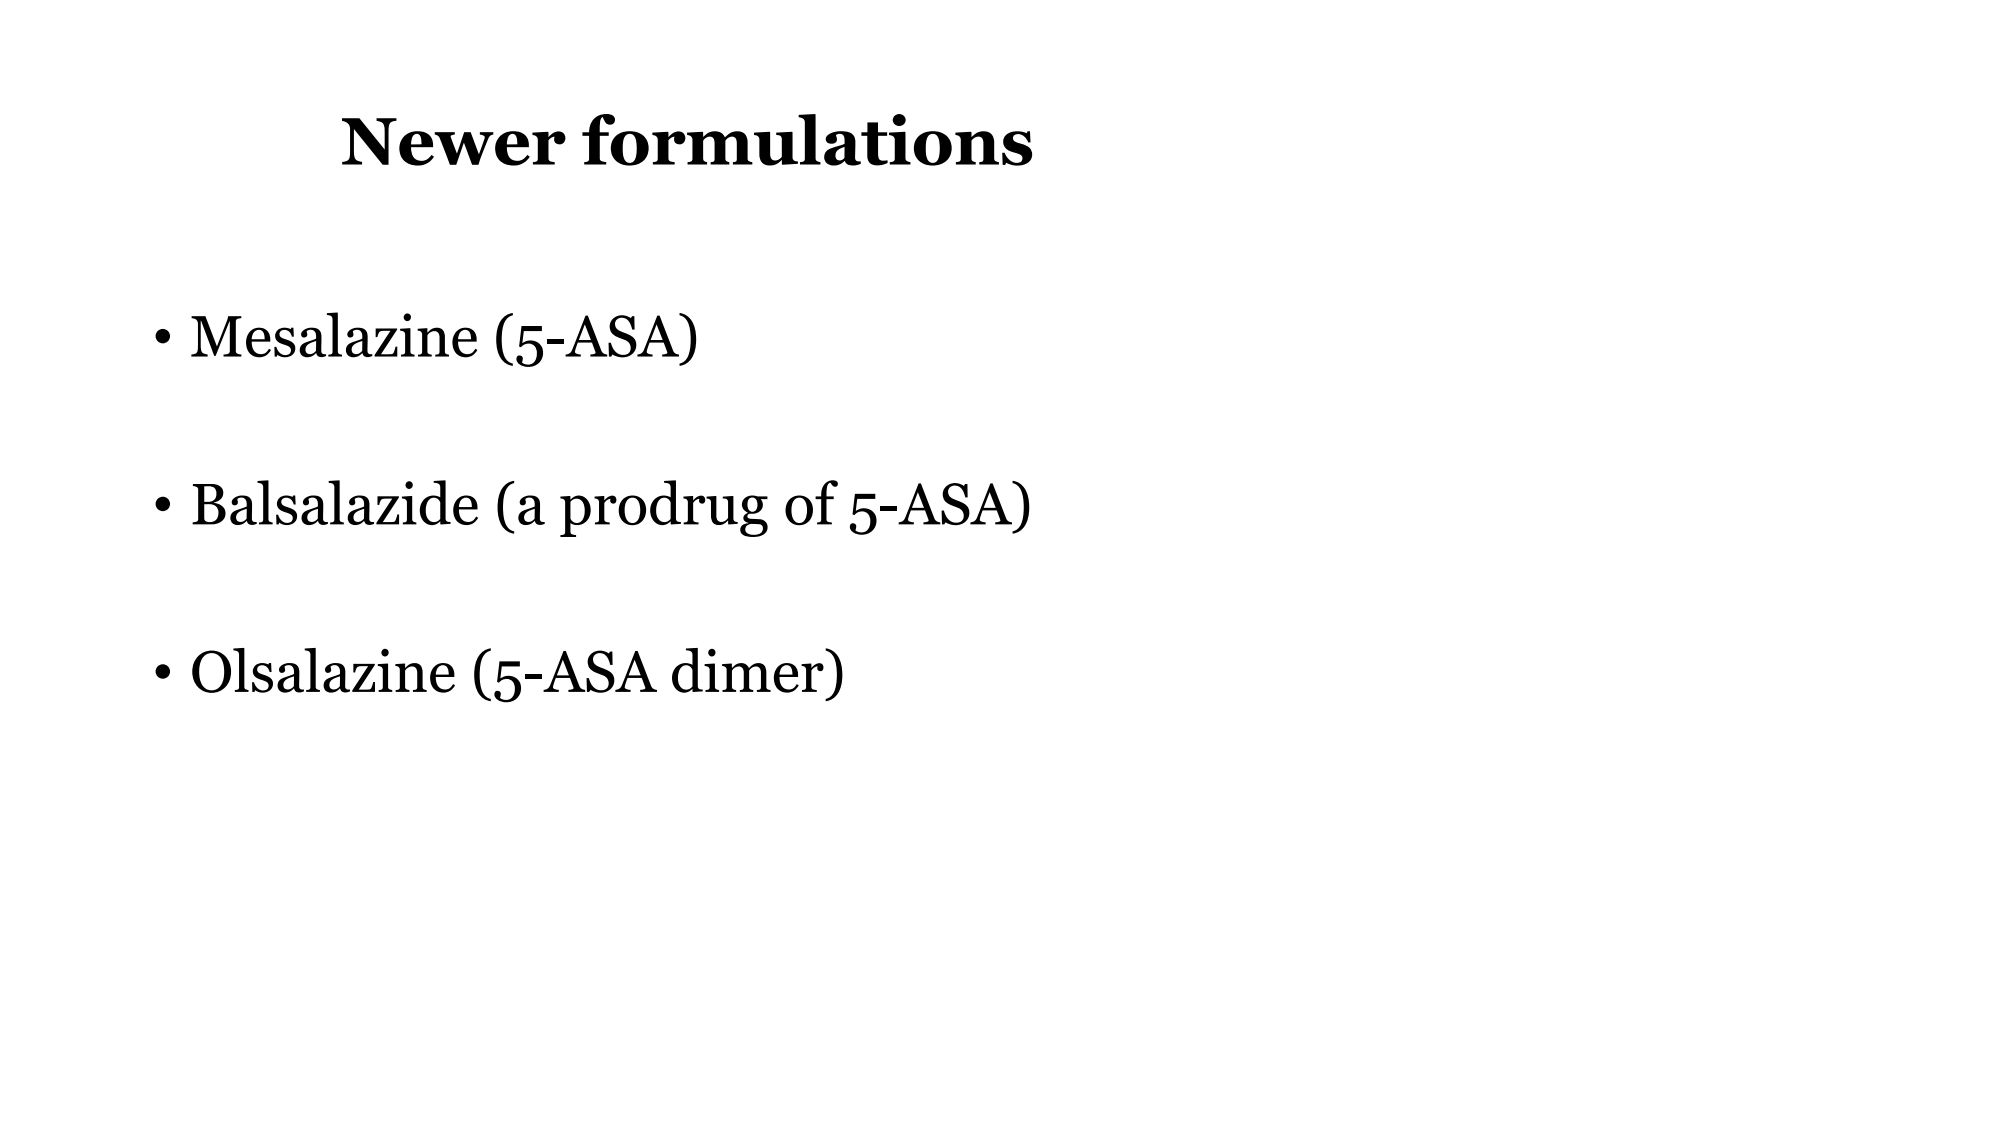 Newer formulations
• Mesalazine (5-ASA)
• Balsalazide (a prodrug of 5-ASA)
• Olsalazine (5-ASA dimer)